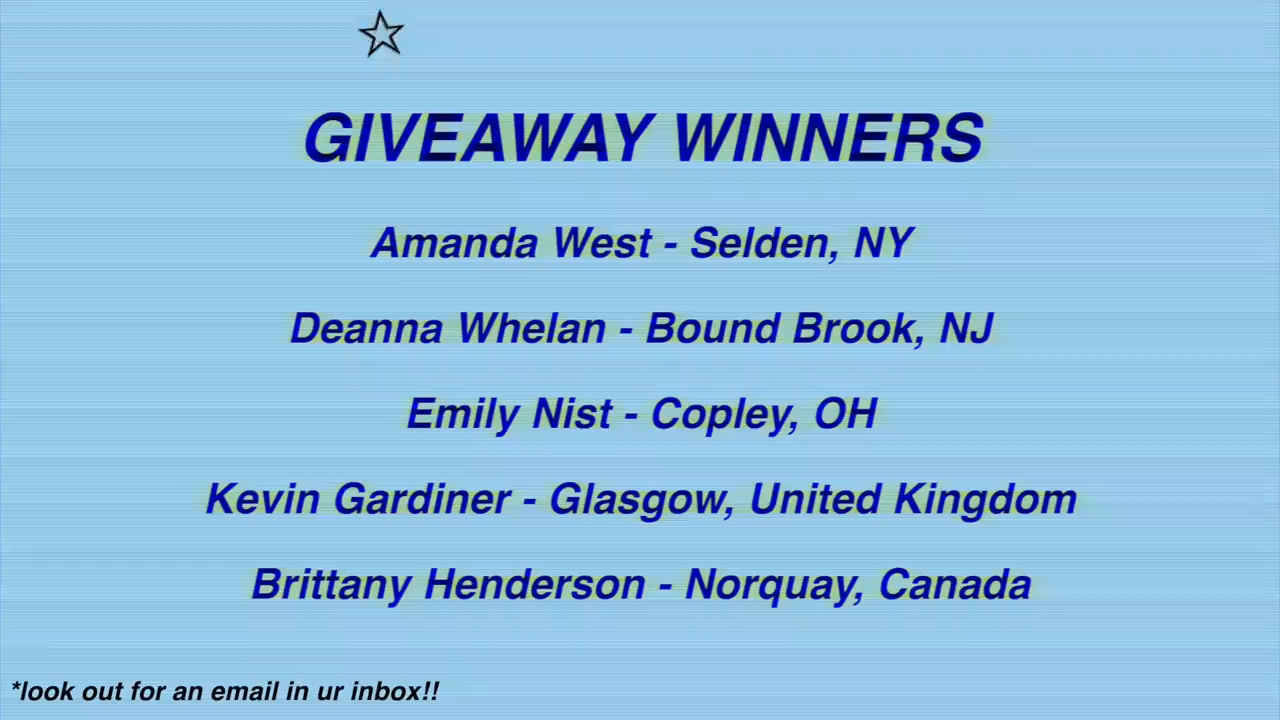 GIVEAWAY WINNERS
Amanda West - Selden, NY
Deanna Whelan - Bound Brook, NJ
Emily Nist - Copley, OH
Kevin Gardiner - Glasgow, United Kingdom
Brittany Henderson - Norquay, Canada
*look out for an email in ur inbox!!